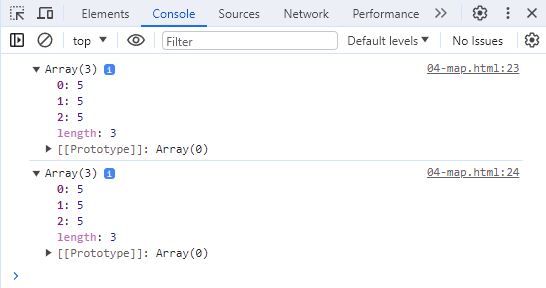 Elements Console Sources Network Performance »
top ▼ Filter Default levels ▼ No Issues
▼ Array(3) i 04-map.html:23
0: 5
1: 5
2: 5
length: 3
▶ [[Prototype]]: Array(0)
▼ Array(3) i 04-map.html:24
0: 5
1: 5
2: 5
length: 3
▶ [[Prototype]]: Array(0)
>